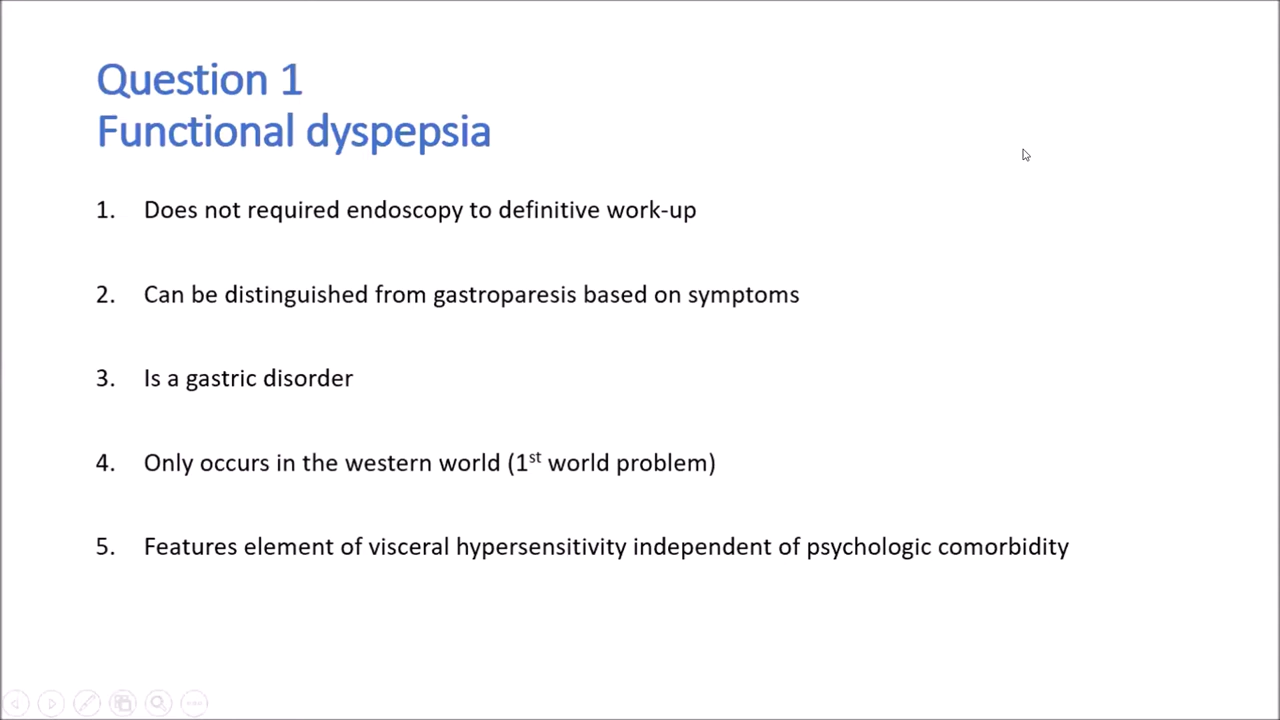 Question 1
Functional dyspepsia
1. Does not required endoscopy to definitive work-up
2. Can be distinguished from gastroparesis based on symptoms
3. Is a gastric disorder
4. Only occurs in the western world (1st world problem)
5. Features element of visceral hypersensitivity independent of psychologic comorbidity